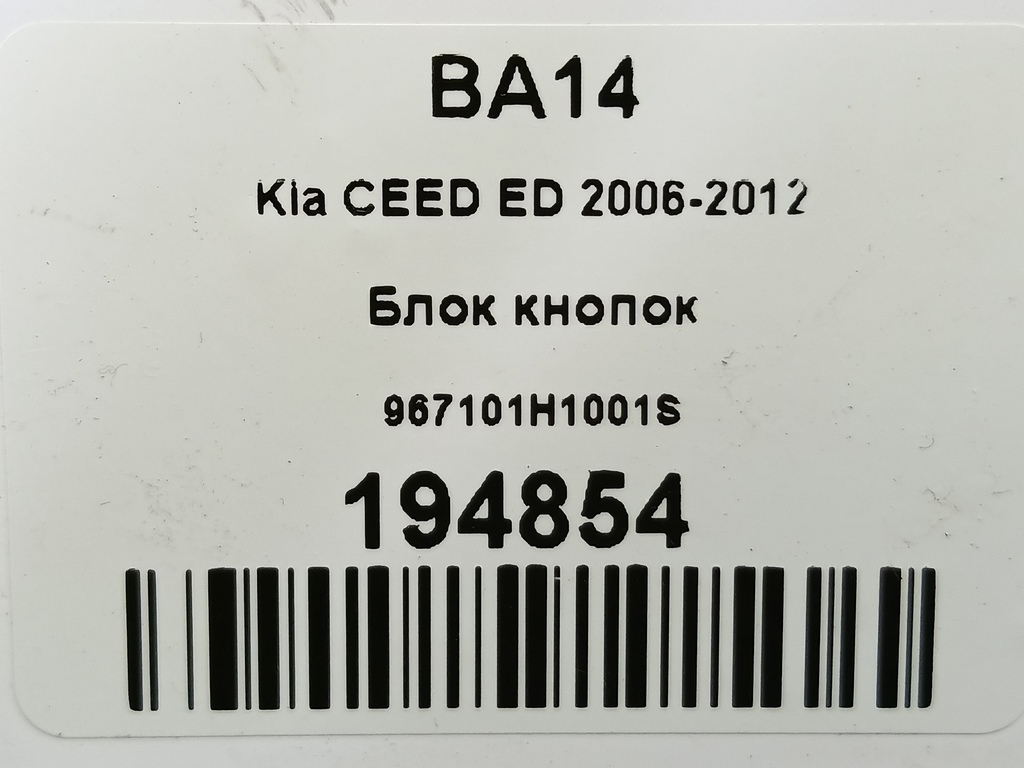 BA14
Kia CEED ED 2006-2012
Блок кнопок
967101H1001S
194854